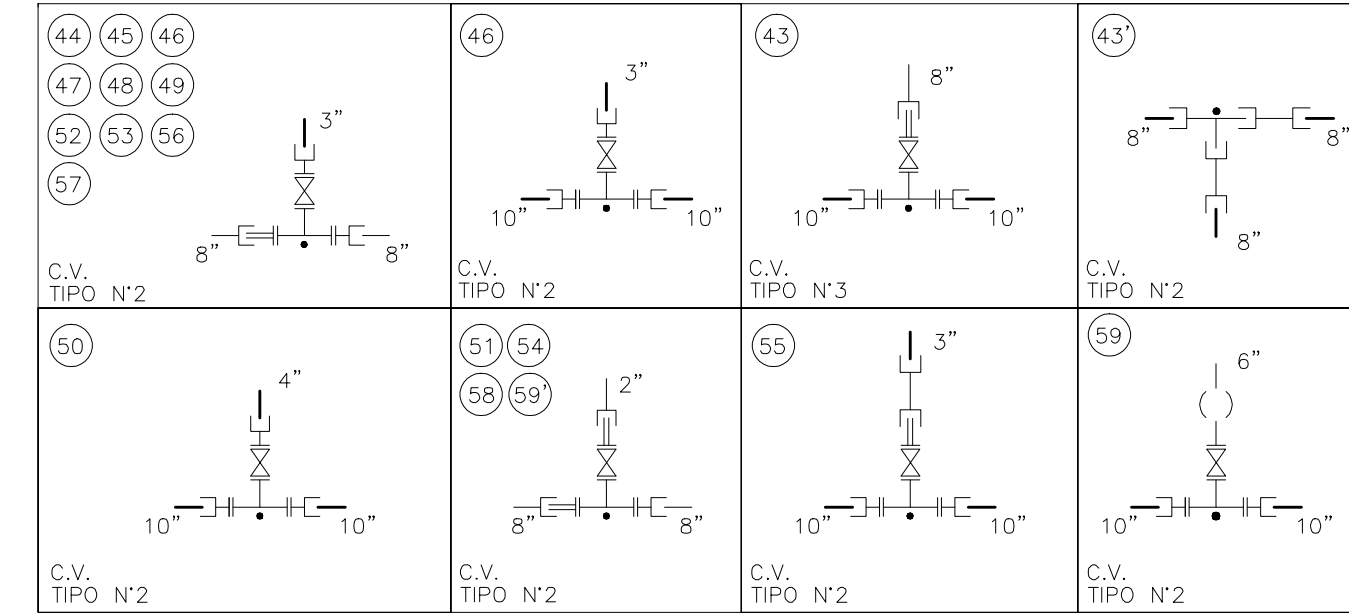 44 45 46
47 48 49
52 53 56
57
3”
8” 8”
C.V.
TIPO N°2
46
3”
10” 10”
C.V.
TIPO N°2
43
8”
10” 10”
C.V.
TIPO N°3
43’
8” 8”
8”
C.V.
TIPO N°2
50
4”
10” 10”
C.V.
TIPO N°2
51 54
58 59’
2”
8” 8”
C.V.
TIPO N°2
55
3”
10” 10”
C.V.
TIPO N°2
59
6”
10” 10”
C.V.
TIPO N°2